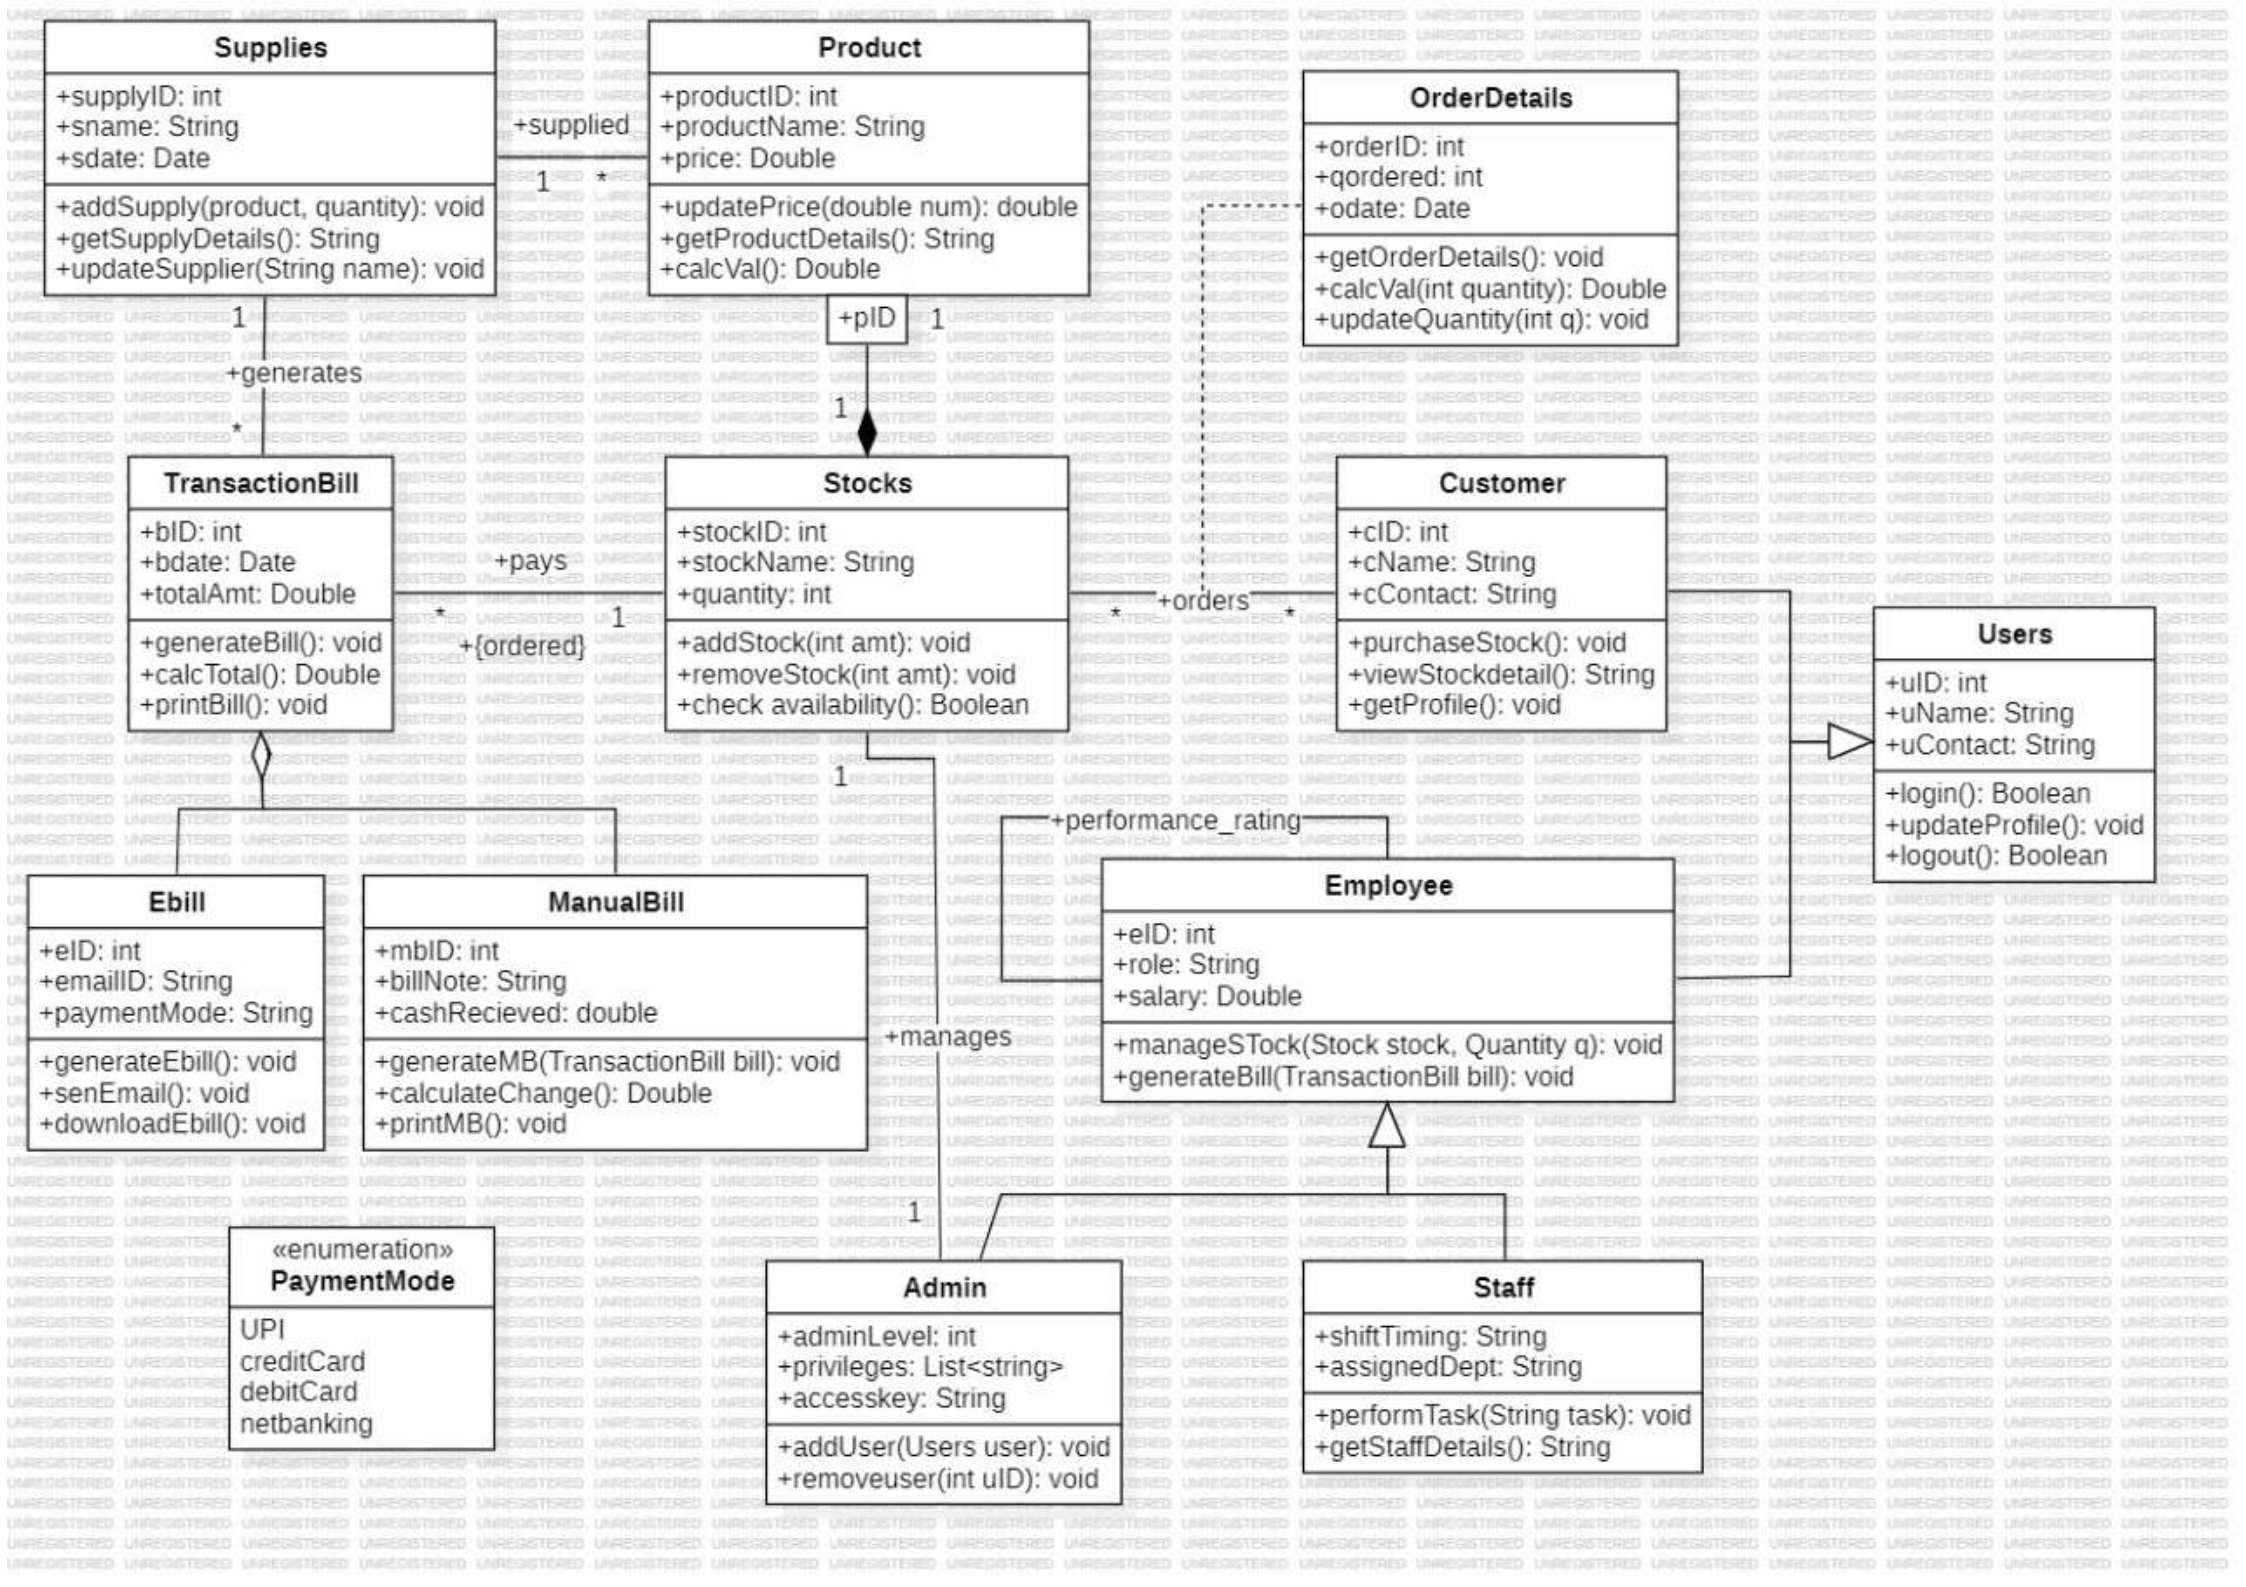 Supplies
+supplyID: int
+sname: String
+sdate: Date
+addSupply(product, quantity): void
+getSupplyDetails(): String
+updateSupplier(String name): void
+supplied
1
*
Product
+productID: int
+productName: String
+price: Double
+updatePrice(double num): double
+getProductDetails(): String
+calcVal(): Double
+pID
1
1
OrderDetails
+orderID: int
+qordered: int
+odate: Date
+getOrderDetails(): void
+calcVal(int quantity): Double
+updateQuantity(int q): void
1
+generates
*
TransactionBill
+bID: int
+bdate: Date
+totalAmt: Double
+generateBill(): void
+calcTotal(): Double
+printBill(): void
+pays
*
1
+{ordered}
Stocks
+stockID: int
+stockName: String
+quantity: int
+addStock(int amt): void
+removeStock(int amt): void
+check availability(): Boolean
*
+orders
*
Customer
+cID: int
+cName: String
+cContact: String
+purchaseStock(): void
+viewStockdetail(): String
+getProfile(): void
Users
+uID: int
+uName: String
+uContact: String
+login(): Boolean
+updateProfile(): void
+logout(): Boolean
1
+manages
1
+performance_rating
Employee
+eID: int
+role: String
+salary: Double
+manageSTock(Stock stock, Quantity q): void
+generateBill(TransactionBill bill): void
Ebill
+eID: int
+emailID: String
+paymentMode: String
+generateEbill(): void
+senEmail(): void
+downloadEbill(): void
ManualBill
+mbID: int
+billNote: String
+cashRecieved: double
+generateMB(TransactionBill bill): void
+calculateChange(): Double
+printMB(): void
«enumeration»
PaymentMode
UPI
creditCard
debitCard
netbanking
Admin
+adminLevel: int
+privileges: List<string>
+accesskey: String
+addUser(Users user): void
+removeuser(int uID): void
Staff
+shiftTiming: String
+assignedDept: String
+performTask(String task): void
+getStaffDetails(): String
UNREGISTERED